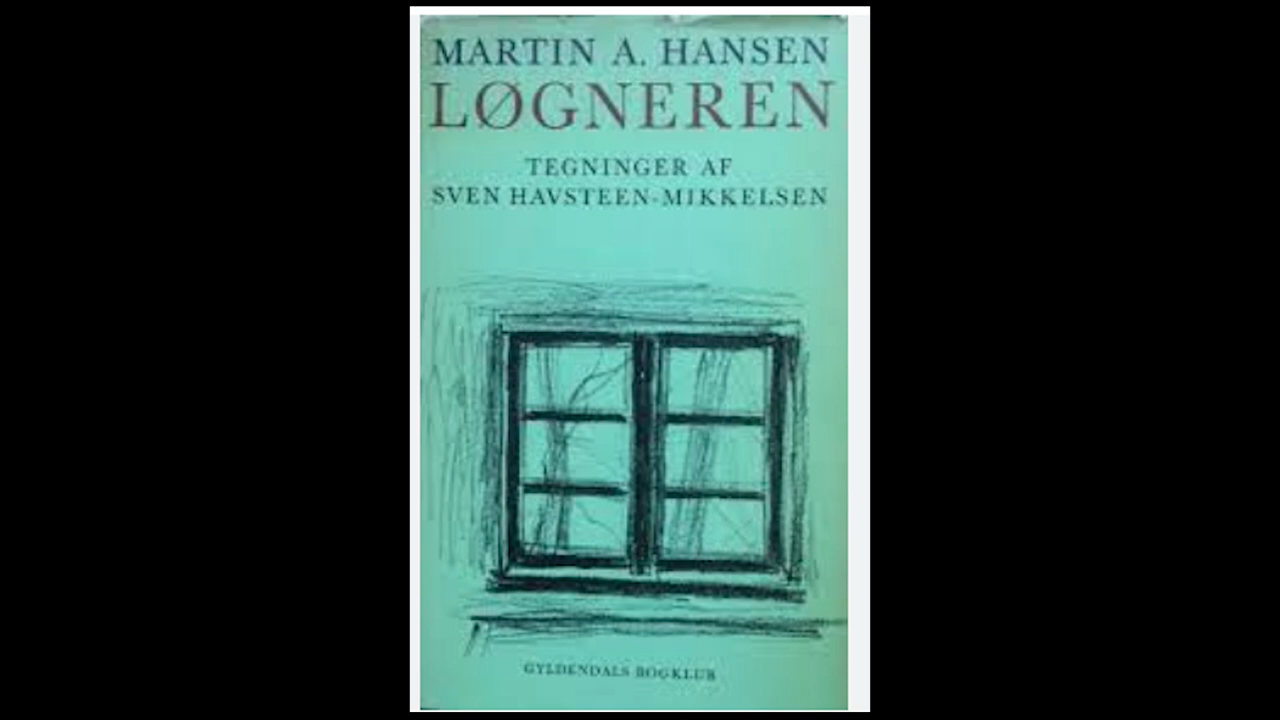 MARTIN A. HANSEN
LØGNEREN
TEGNINGER AF
SVEN HAVSTEEN-MIKKELSEN
GYLDENDALS BOGKLUB